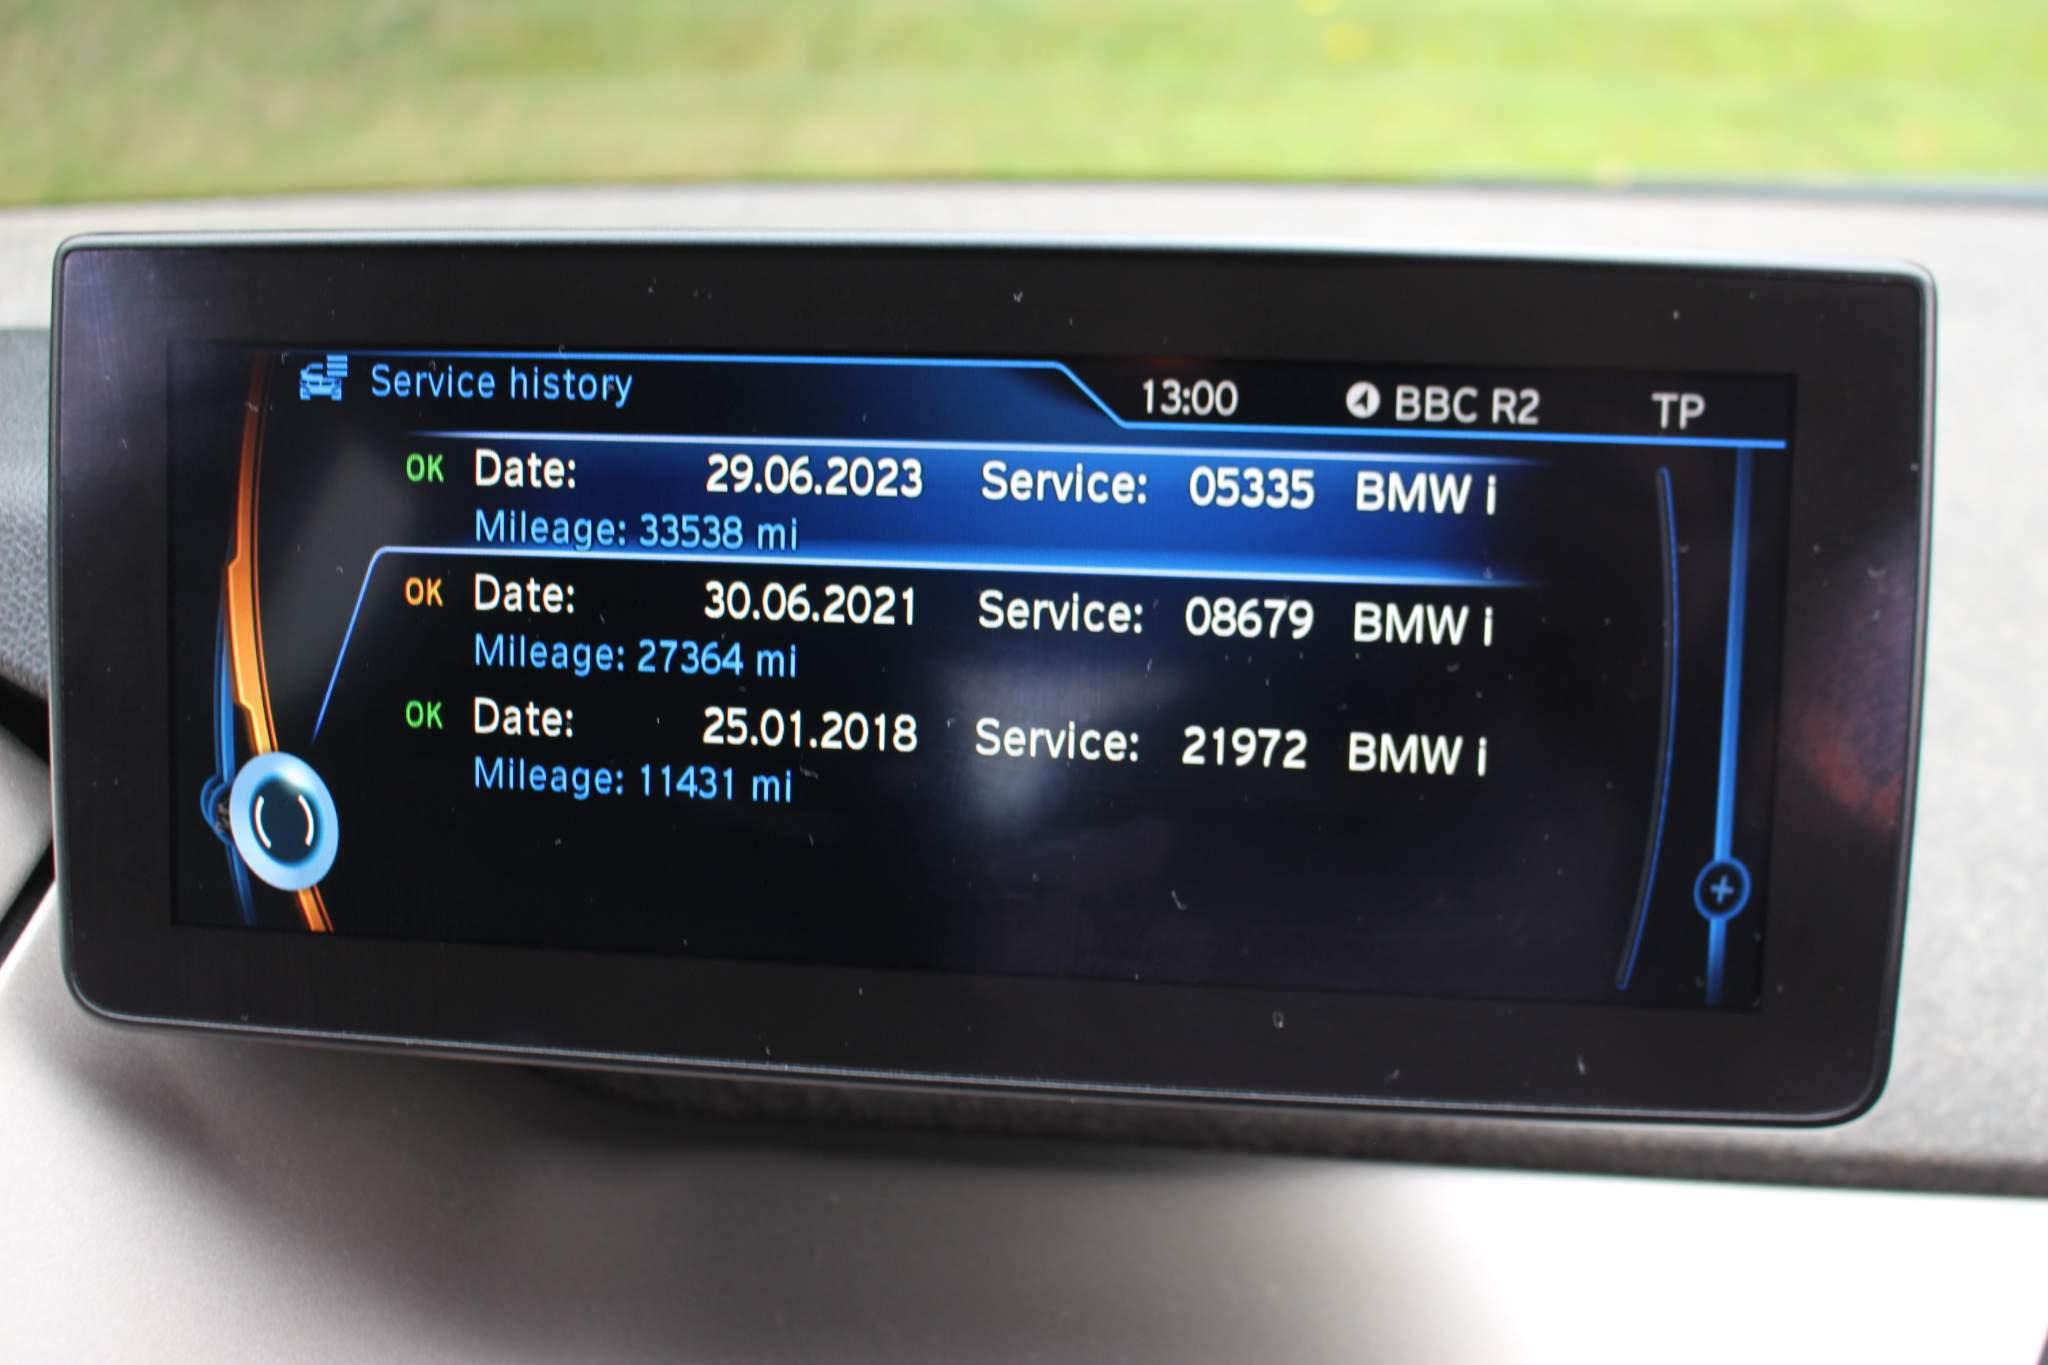 Service history 13:00 BBC R2 TP
OK Date: 29.06.2023 Service: 05335 BMW i
Mileage: 33538 mi
OK Date: 30.06.2021 Service: 08679 BMW i
Mileage: 27364 mi
OK Date: 25.01.2018 Service: 21972 BMW i
Mileage: 11431 mi